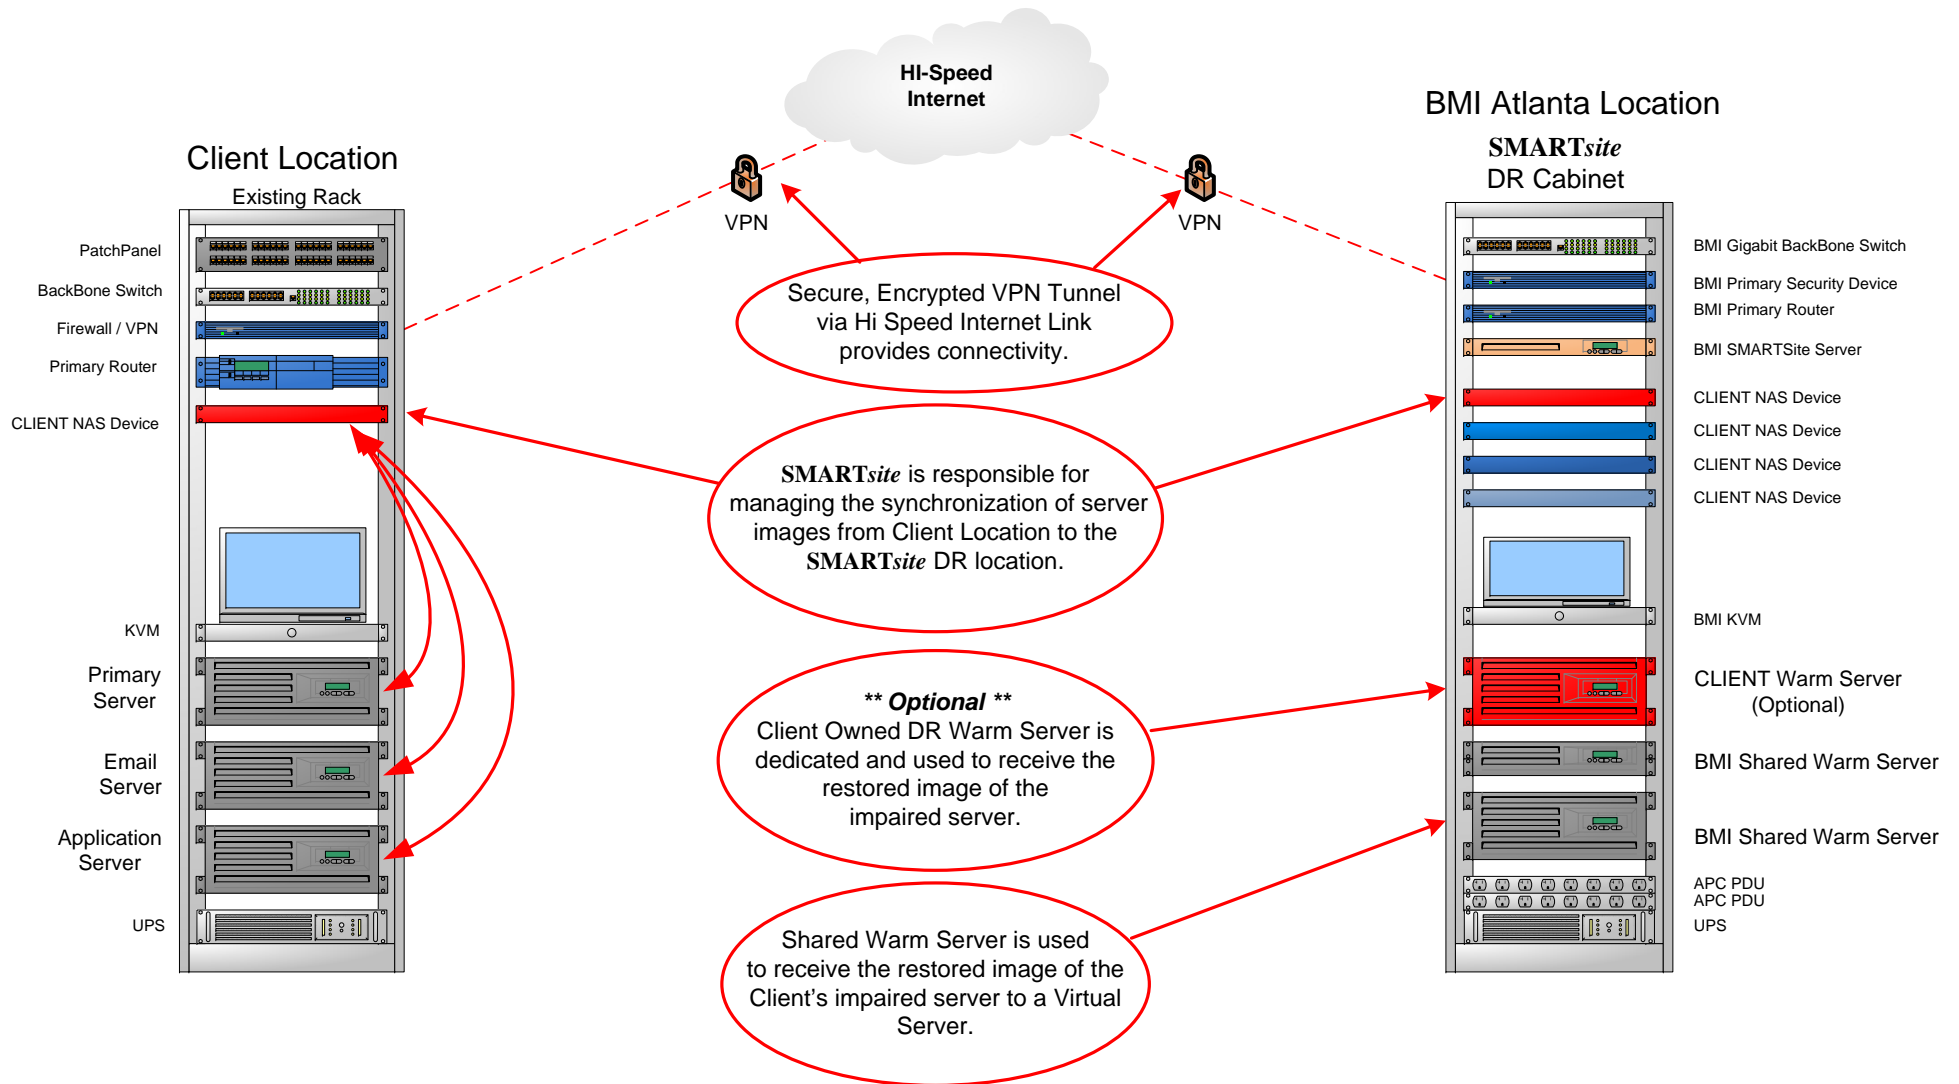 HI-Speed
Internet
Client Location
Existing Rack
PatchPanel
BackBone Switch
Firewall / VPN
Primary Router
CLIENT NAS Device
KVM
Primary
Server
Email
Server
Application
Server
UPS
VPN
VPN
Secure, Encrypted VPN Tunnel
via Hi Speed Internet Link
provides connectivity.
SMARTsite is responsible for
managing the synchronization of server
images from Client Location to the
SMARTsite DR location.
** Optional **
Client Owned DR Warm Server is
dedicated and used to receive the
restored image of the
impaired server.
Shared Warm Server is used
to receive the restored image of the
Client’s impaired server to a Virtual
Server.
BMI Atlanta Location
SMARTsite
DR Cabinet
BMI Gigabit BackBone Switch
BMI Primary Security Device
BMI Primary Router
BMI SMARTSite Server
CLIENT NAS Device
CLIENT NAS Device
CLIENT NAS Device
CLIENT NAS Device
BMI KVM
CLIENT Warm Server
(Optional)
BMI Shared Warm Server
BMI Shared Warm Server
APC PDU
APC PDU
UPS